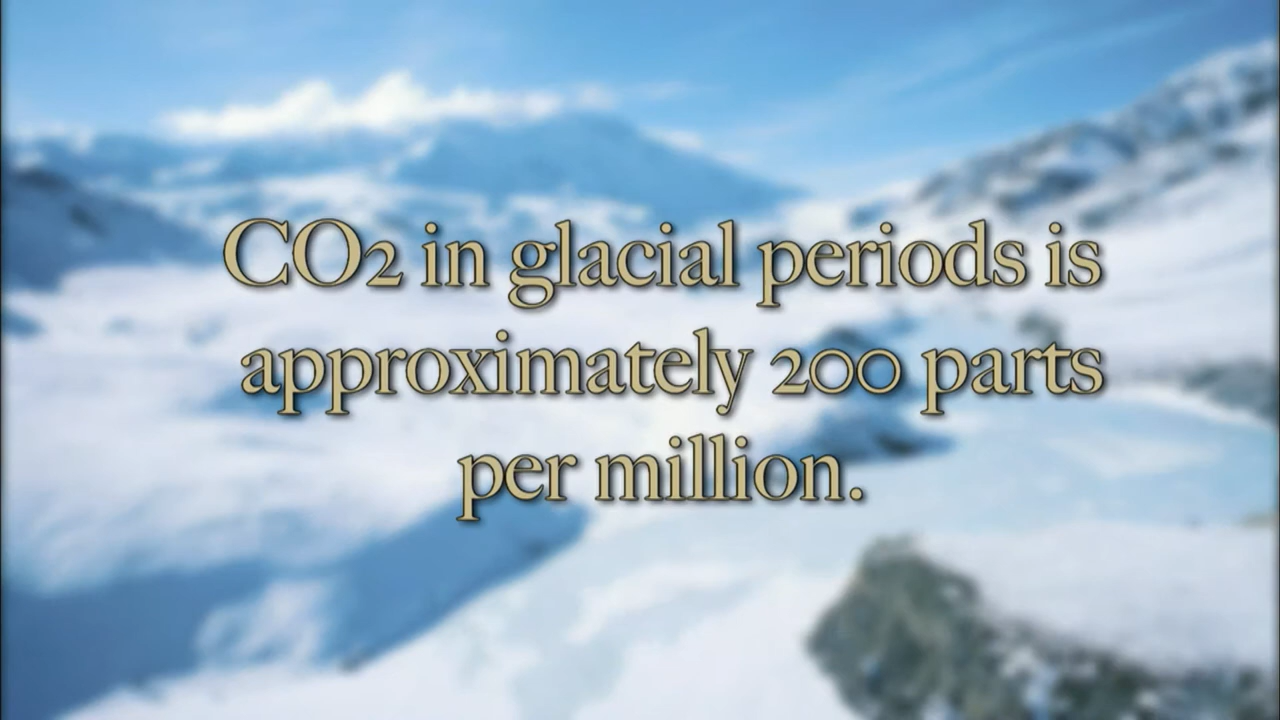 CO2 in glacial periods is
approximately 200 parts
per million.